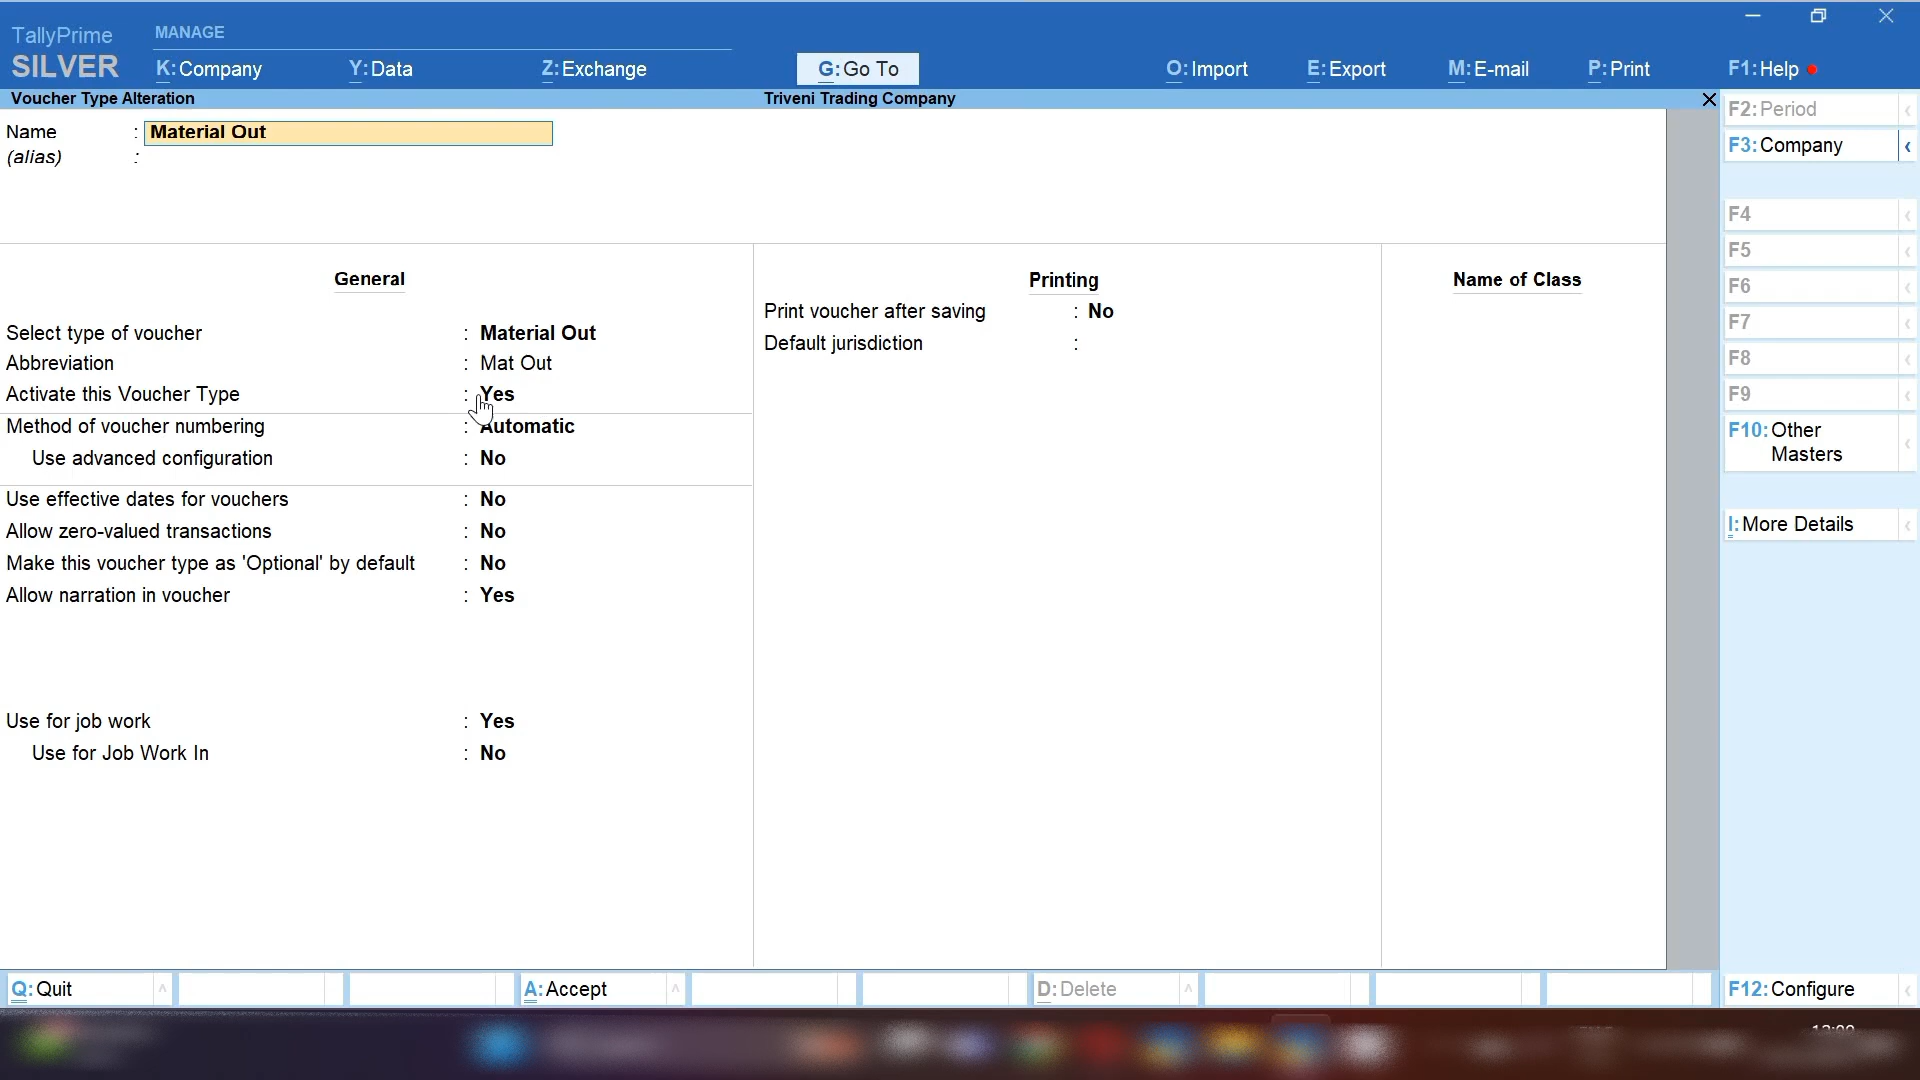 TallyPrime
SILVER
MANAGE
K:Company Y:Data Z:Exchange G:Go To O:Import E:Export M:E-mail P:Print F1:Help
Voucher Type Alteration Triveni Trading Company
Name : Material Out
(alias) :
General
Select type of voucher : Material Out
Abbreviation : Mat Out
Activate this Voucher Type : Yes
Method of voucher numbering : Automatic
Use advanced configuration : No
Use effective dates for vouchers : No
Allow zero-valued transactions : No
Make this voucher type as 'Optional' by default : No
Allow narration in voucher : Yes
Use for job work : Yes
Use for Job Work In : No
Printing
Print voucher after saving : No
Default jurisdiction :
Name of Class
F2:Period
F3:Company
F4
F5
F6
F7
F8
F9
F10:Other
Masters
I:More Details
Q:Quit A:Accept D:Delete F12:Configure